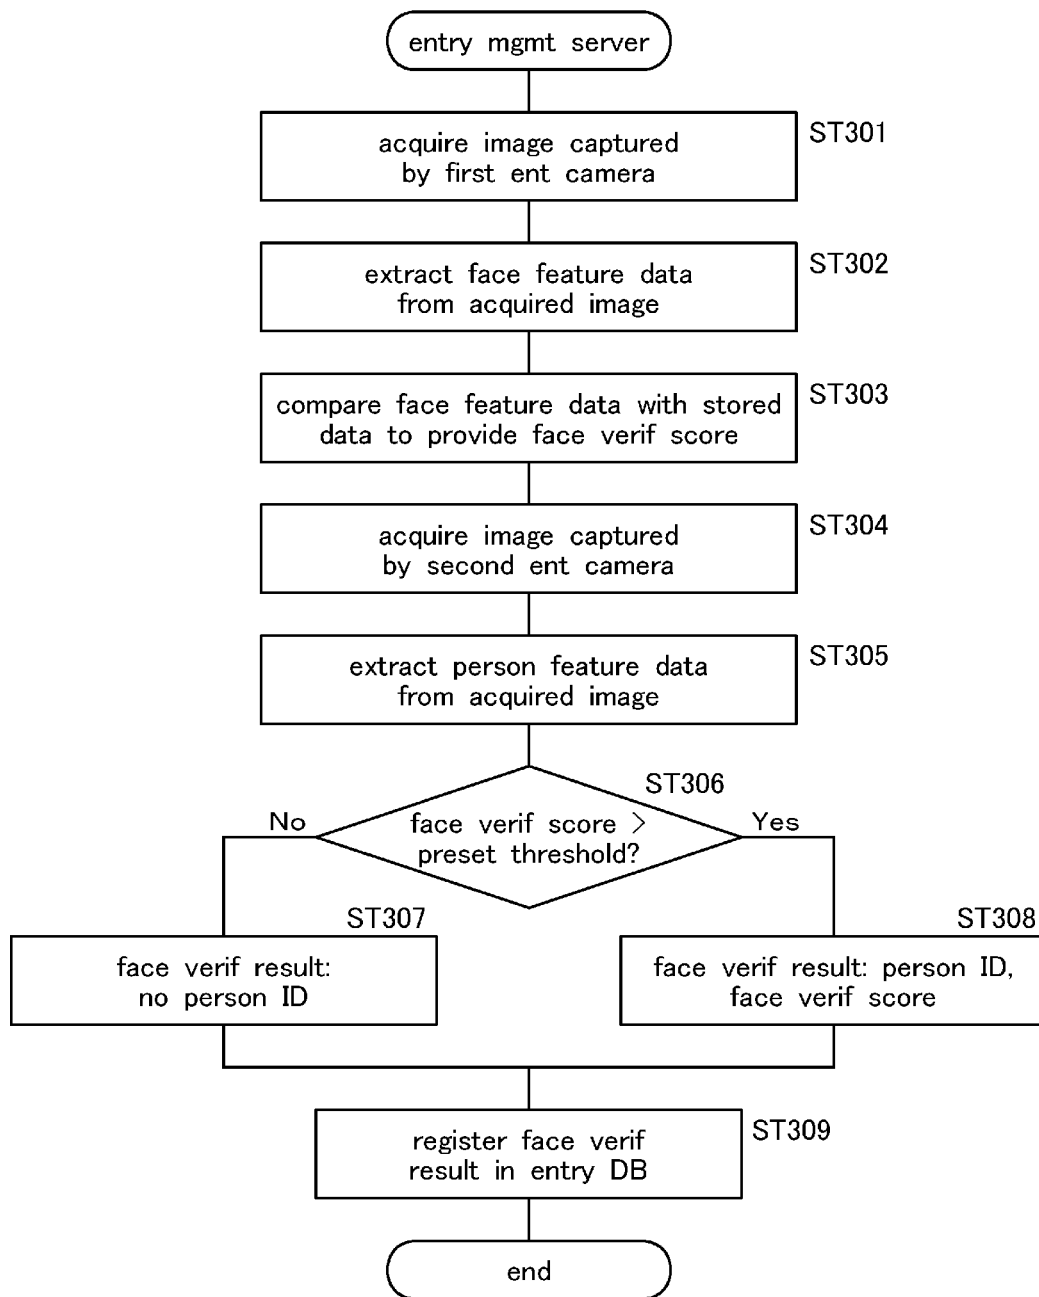 entry mgmt server
ST301
acquire image captured
by first ent camera
ST302
extract face feature data
from acquired image
ST303
compare face feature data with stored
data to provide face verif score
ST304
acquire image captured
by second ent camera
ST305
extract person feature data
from acquired image
ST306
No
face verif score >
preset threshold?
Yes
ST307
face verif result:
no person ID
ST308
face verif result: person ID,
face verif score
ST309
register face verif
result in entry DB
end